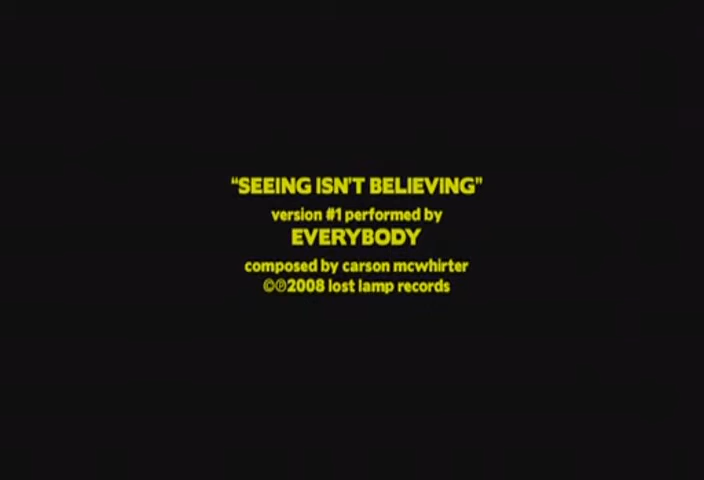 “SEEING ISN'T BELIEVING”
version #1 performed by
EVERYBODY
composed by carson mcwhirter
©℗2008 lost lamp records